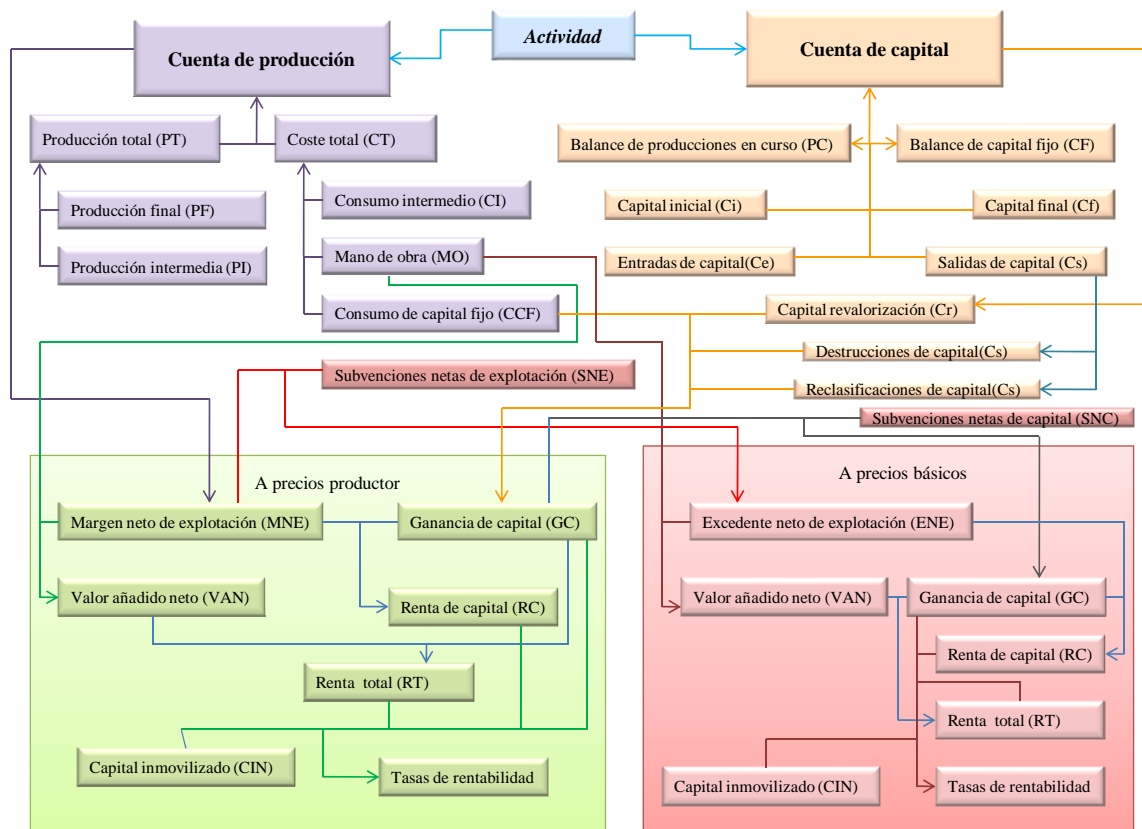 Actividad
Cuenta de producción
Cuenta de capital
Producción total (PT)
Coste total (CT)
Balance de producciones en curso (PC)
Balance de capital fijo (CF)
Producción final (PF)
Consumo intermedio (CI)
Capital inicial (Ci)
Capital final (Cf)
Producción intermedia (PI)
Mano de obra (MO)
Entradas de capital(Ce)
Salidas de capital (Cs)
Consumo de capital fijo (CCF)
Capital revalorización (Cr)
Destrucciones de capital(Cs)
Subvenciones netas de explotación (SNE)
Reclasificaciones de capital(Cs)
Subvenciones netas de capital (SNC)
A precios productor
Margen neto de explotación (MNE)
Ganancia de capital (GC)
Valor añadido neto (VAN)
Renta de capital (RC)
Renta  total (RT)
Capital inmovilizado (CIN)
Tasas de rentabilidad
A precios básicos
Excedente neto de explotación (ENE)
Valor añadido neto (VAN)
Ganancia de capital (GC)
Renta de capital (RC)
Renta  total (RT)
Capital inmovilizado (CIN)
Tasas de rentabilidad